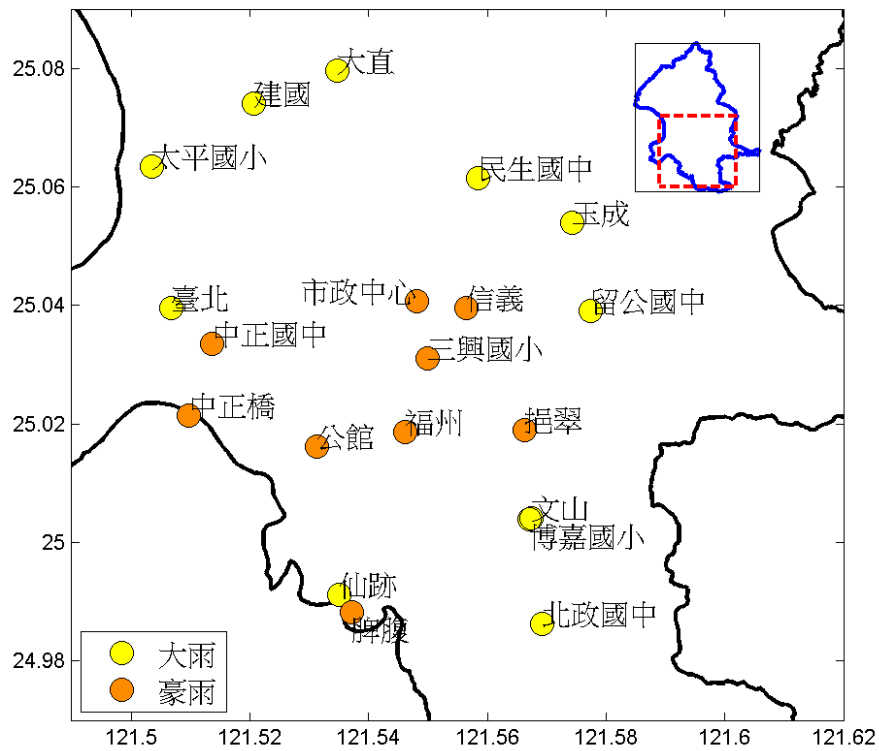 25.08
25.06
25.04
25.02
25
24.98
大直
建國
太平國小
民生國中
玉成
臺北
市政中心
信義
留公國中
中正國中
三興國小
中正橋
公館
福州
挹翠
文山
博嘉國小
仙跡
脾腹
北政國中
大雨
豪雨
121.5
121.52
121.54
121.56
121.58
121.6
121.62